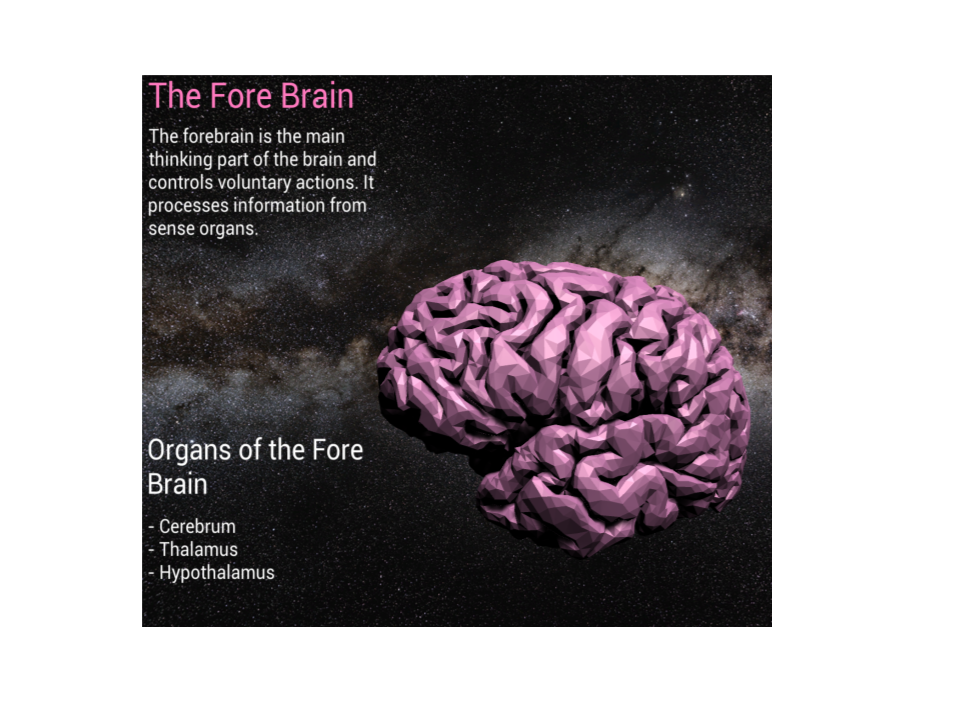 The Fore Brain
The forebrain is the main
thinking part of the brain and
controls voluntary actions. It
processes information from
sense organs.
Organs of the Fore
Brain
- Cerebrum
- Thalamus
- Hypothalamus